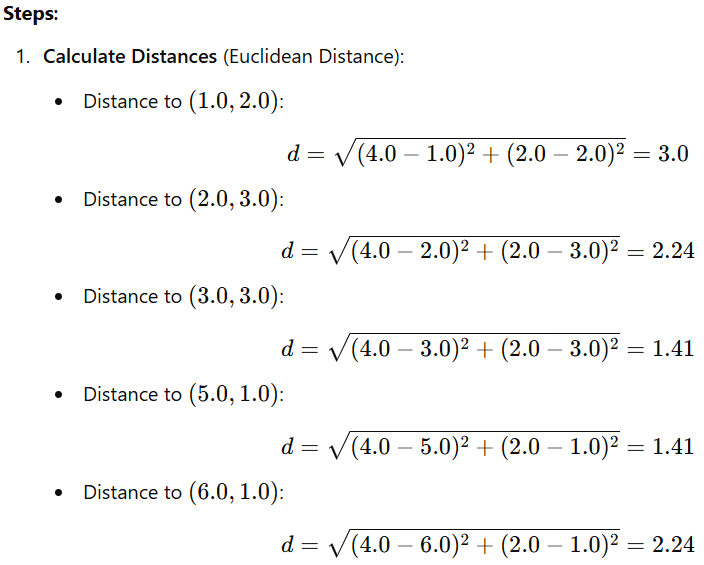 Steps:
1. Calculate Distances (Euclidean Distance):
• Distance to (1.0, 2.0):
d = √(4.0 − 1.0)² + (2.0 − 2.0)² = 3.0
• Distance to (2.0, 3.0):
d = √(4.0 − 2.0)² + (2.0 − 3.0)² = 2.24
• Distance to (3.0, 3.0):
d = √(4.0 − 3.0)² + (2.0 − 3.0)² = 1.41
• Distance to (5.0, 1.0):
d = √(4.0 − 5.0)² + (2.0 − 1.0)² = 1.41
• Distance to (6.0, 1.0):
d = √(4.0 − 6.0)² + (2.0 − 1.0)² = 2.24